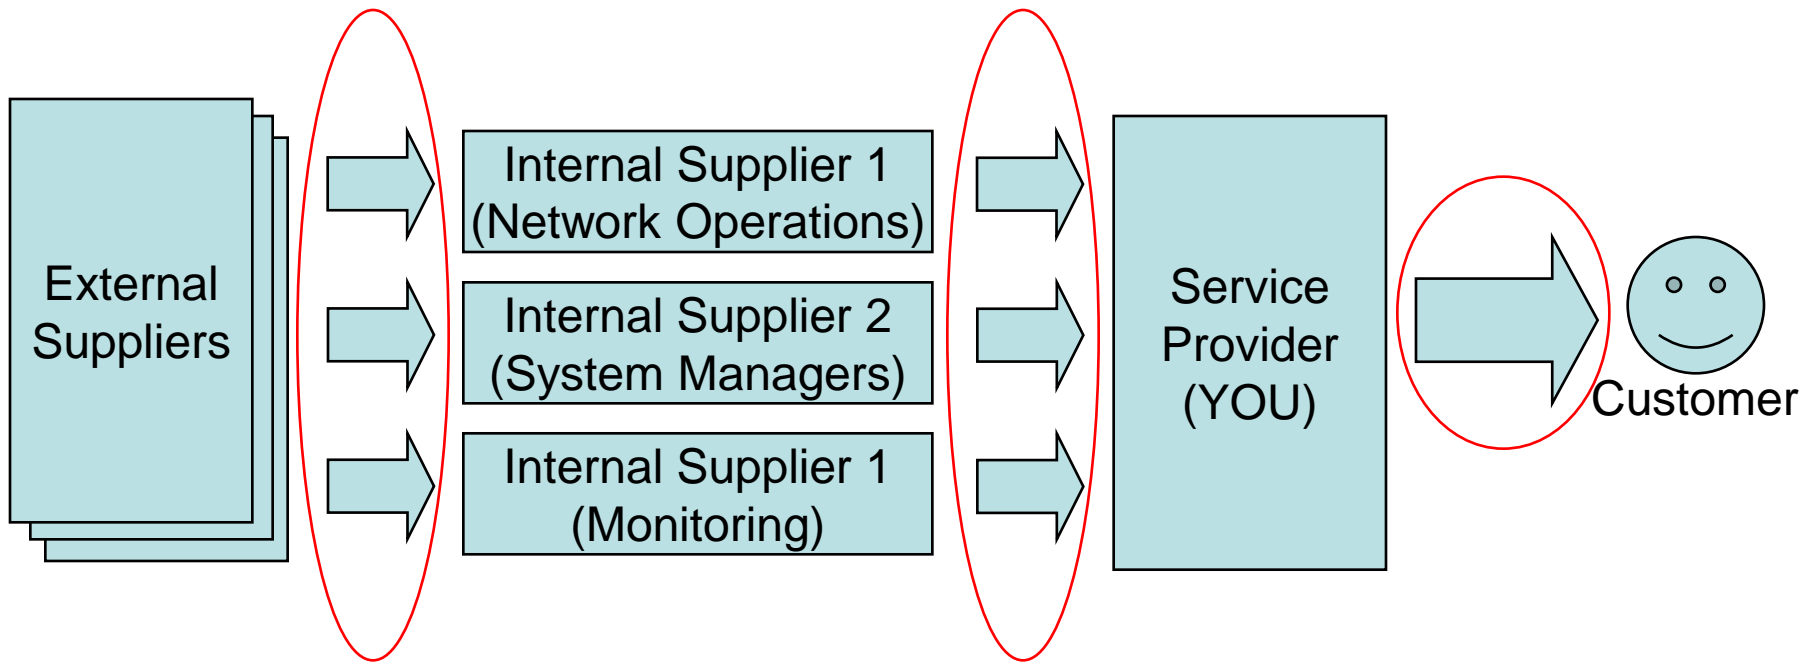 External
Suppliers
Internal Supplier 1
(Network Operations)
Internal Supplier 2
(System Managers)
Internal Supplier 1
(Monitoring)
Service
Provider
(YOU)
Customer